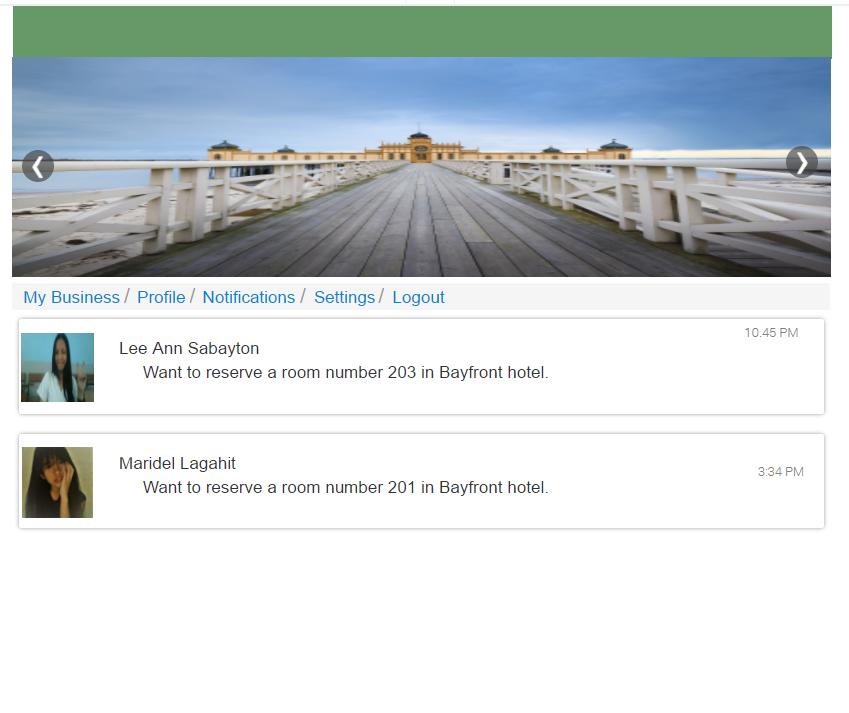 My Business / Profile / Notifications / Settings / Logout
10.45 PM
Lee Ann Sabayton
Want to reserve a room number 203 in Bayfront hotel.
Maridel Lagahit
3:34 PM
Want to reserve a room number 201 in Bayfront hotel.